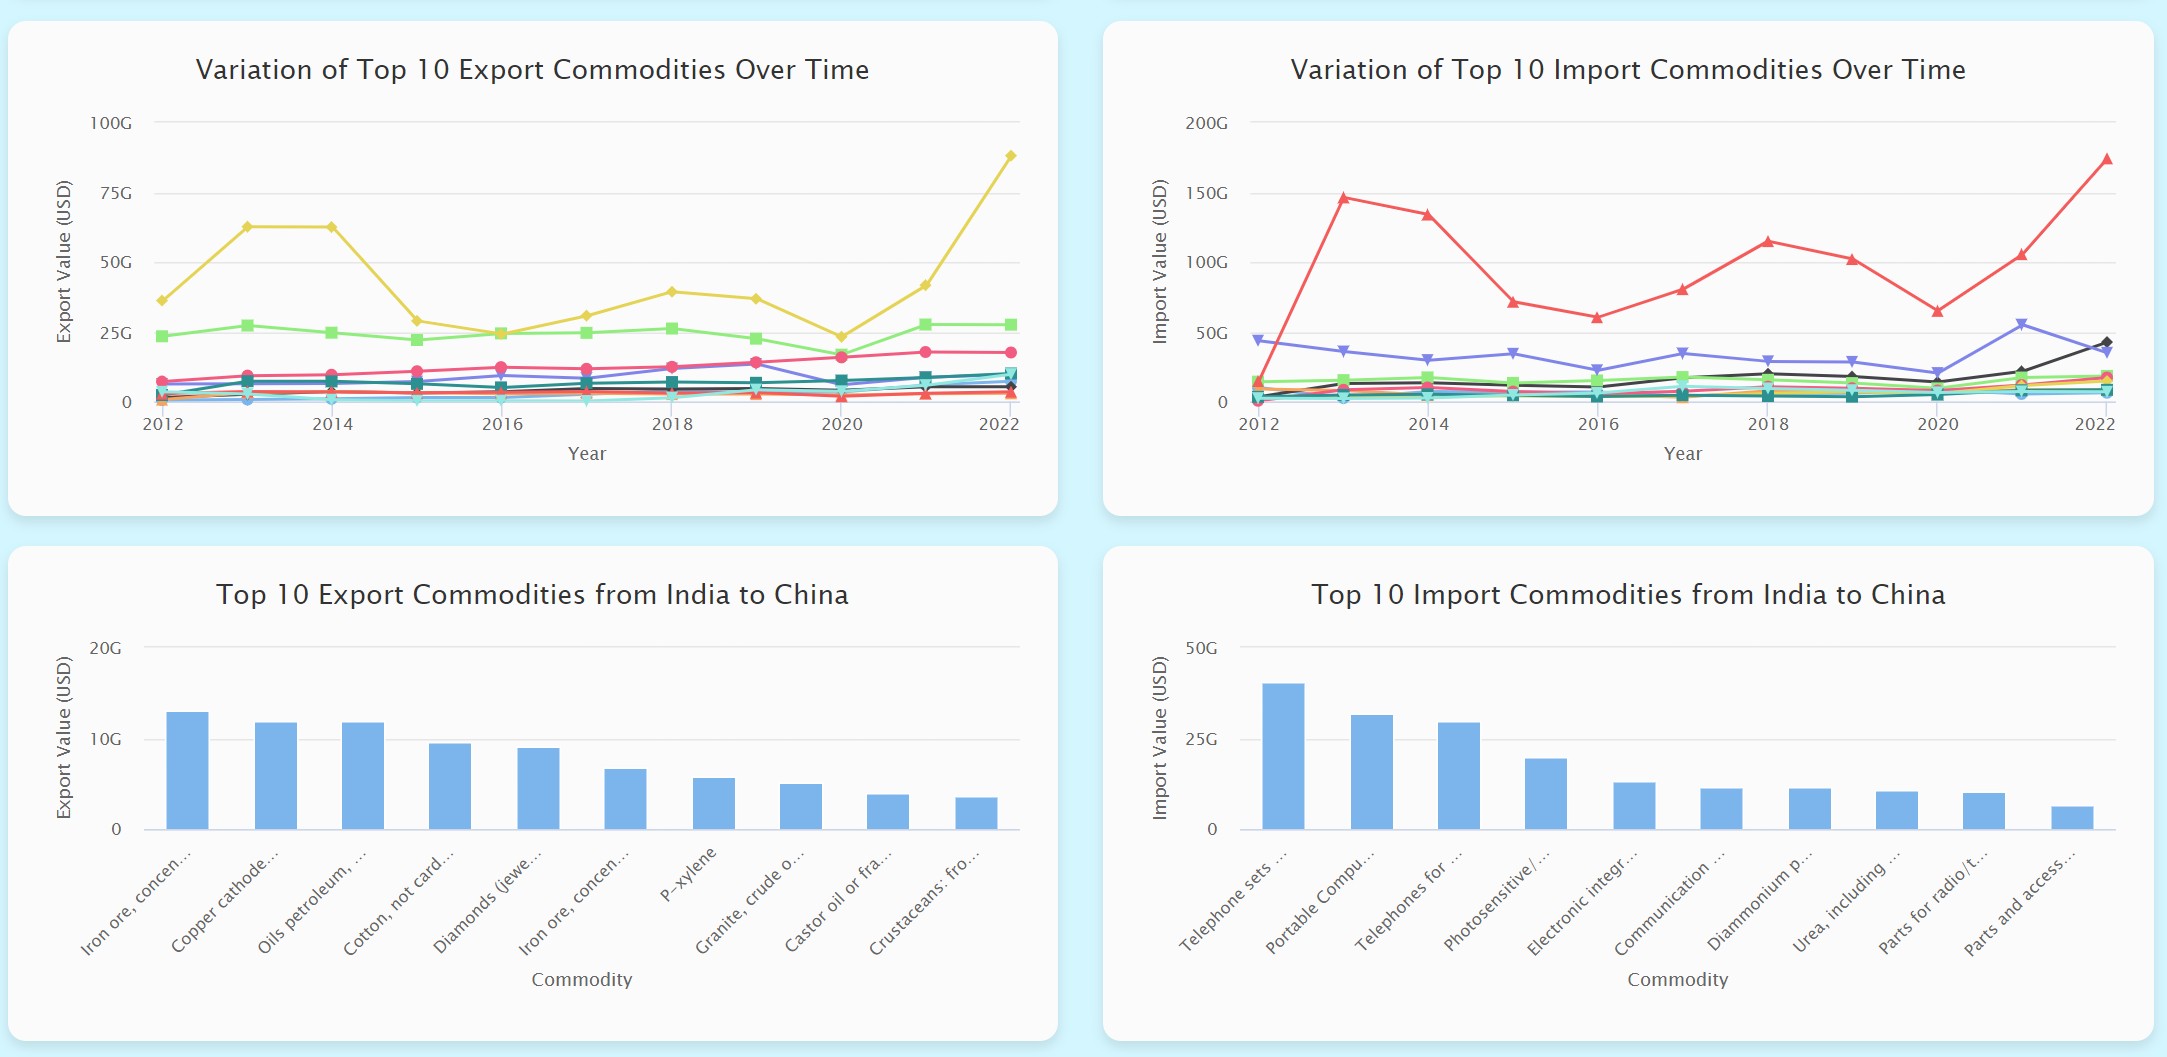 Variation of Top 10 Export Commodities Over Time
100G
75G
50G
25G
0
Export Value (USD)
2012
2014
2016
2018
2020
2022
Year
Variation of Top 10 Import Commodities Over Time
200G
150G
100G
50G
0
Import Value (USD)
2012
2014
2016
2018
2020
2022
Year
Top 10 Export Commodities from India to China
20G
10G
0
Export Value (USD)
Iron ore, concen...
Copper cathode...
Oils petroleum, ...
Cotton, not card...
Diamonds (jewe...
Iron ore, concen...
P-xylene
Granite, crude o...
Castor oil or fra...
Crustaceans: fro...
Commodity
Top 10 Import Commodities from India to China
50G
25G
0
Import Value (USD)
Telephone sets ...
Portable Compu...
Telephones for ...
Photosensitive/...
Electronic integr...
Communication ...
Diammonium p...
Urea, including ...
Parts for radio/t...
Parts and access...
Commodity